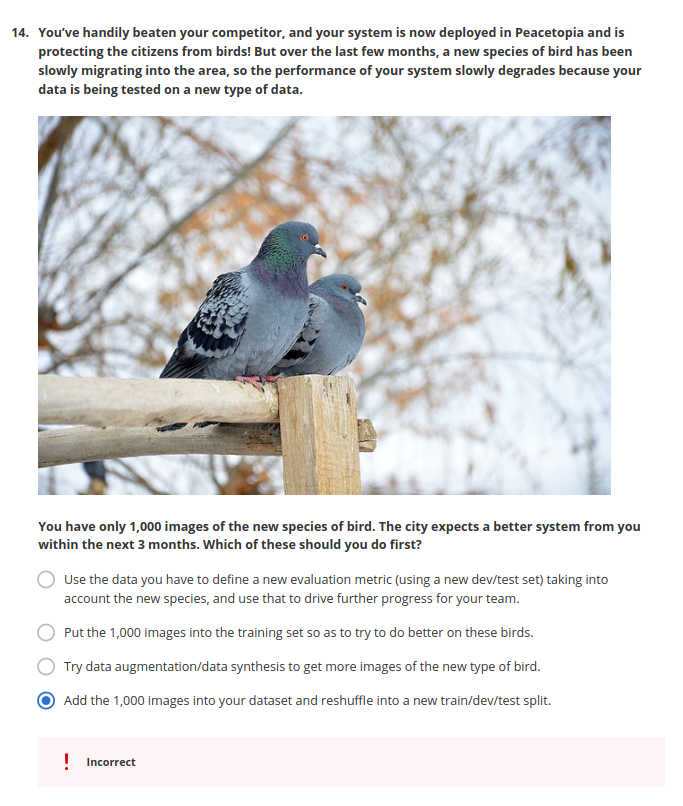 14. You've handily beaten your competitor, and your system is now deployed in Peacetopia and is
protecting the citizens from birds! But over the last few months, a new species of bird has been
slowly migrating into the area, so the performance of your system slowly degrades because your
data is being tested on a new type of data.
You have only 1,000 images of the new species of bird. The city expects a better system from you
within the next 3 months. Which of these should you do first?
Use the data you have to define a new evaluation metric (using a new dev/test set) taking into
account the new species, and use that to drive further progress for your team.
Put the 1,000 images into the training set so as to try to do better on these birds.
Try data augmentation/data synthesis to get more images of the new type of bird.
Add the 1,000 images into your dataset and reshuffle into a new train/dev/test split.
! Incorrect